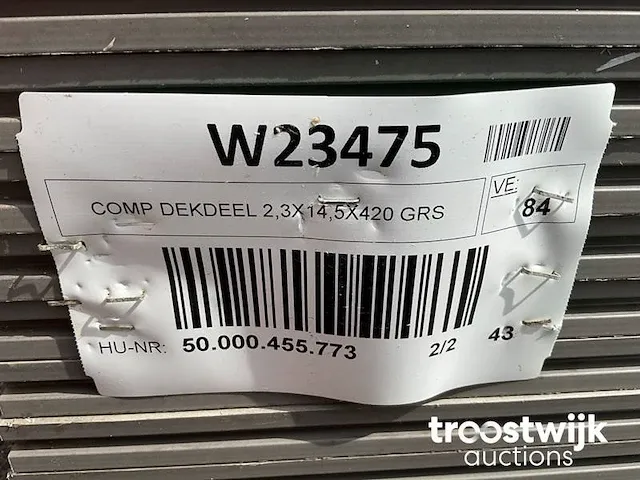 W23475
COMP DEKDEEL 2,3X14,5X420 GRS
VE:
84
HU-NR: 50.000.455.773
2/2
43
troostwijk
auctions